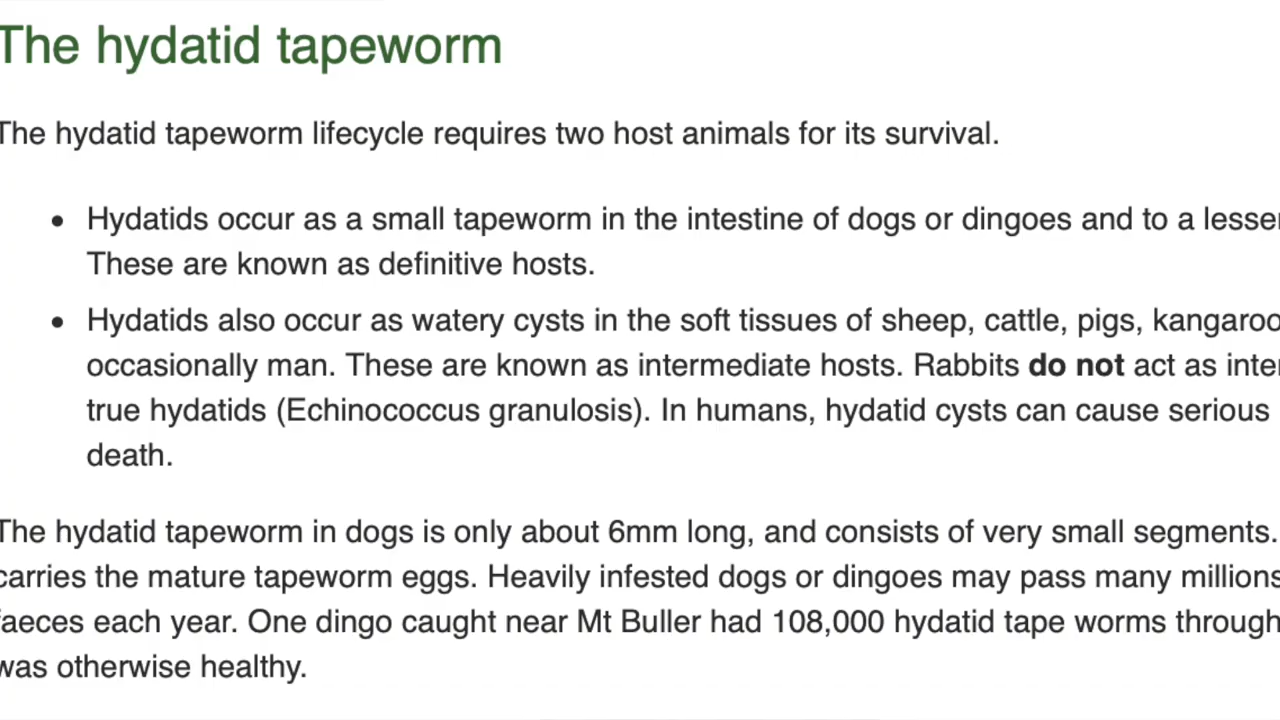 The hydatid tapeworm
The hydatid tapeworm lifecycle requires two host animals for its survival.
• Hydatids occur as a small tapeworm in the intestine of dogs or dingoes and to a lesser
These are known as definitive hosts.
• Hydatids also occur as watery cysts in the soft tissues of sheep, cattle, pigs, kangaroo
occasionally man. These are known as intermediate hosts. Rabbits do not act as inter
true hydatids (Echinococcus granulosis). In humans, hydatid cysts can cause serious
death.
The hydatid tapeworm in dogs is only about 6mm long, and consists of very small segments.
carries the mature tapeworm eggs. Heavily infested dogs or dingoes may pass many millions
faeces each year. One dingo caught near Mt Buller had 108,000 hydatid tape worms through
was otherwise healthy.